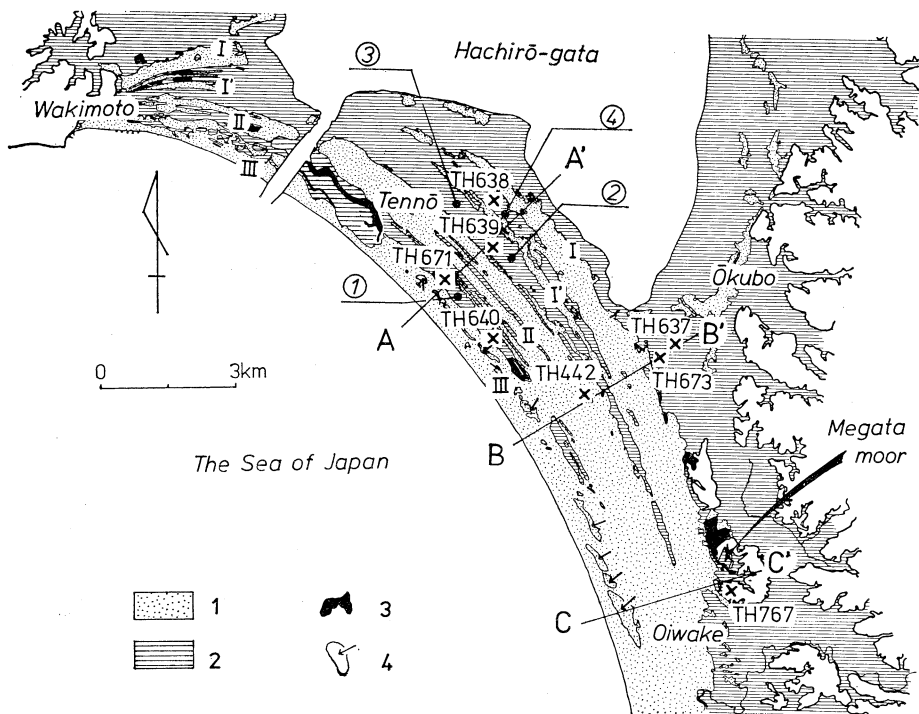 Hachirō-gata
I
I'
Wakimoto
II
III
③
④
A'
TH638
②
Tennō
TH639
I
TH671
Ōkubo
①
I'
TH640
TH637
B'
A
II
TH442
TH673
III
0 3km
Megata
moor
B
The Sea of Japan
C'
C
TH767
Oiwake
1
3
2
4